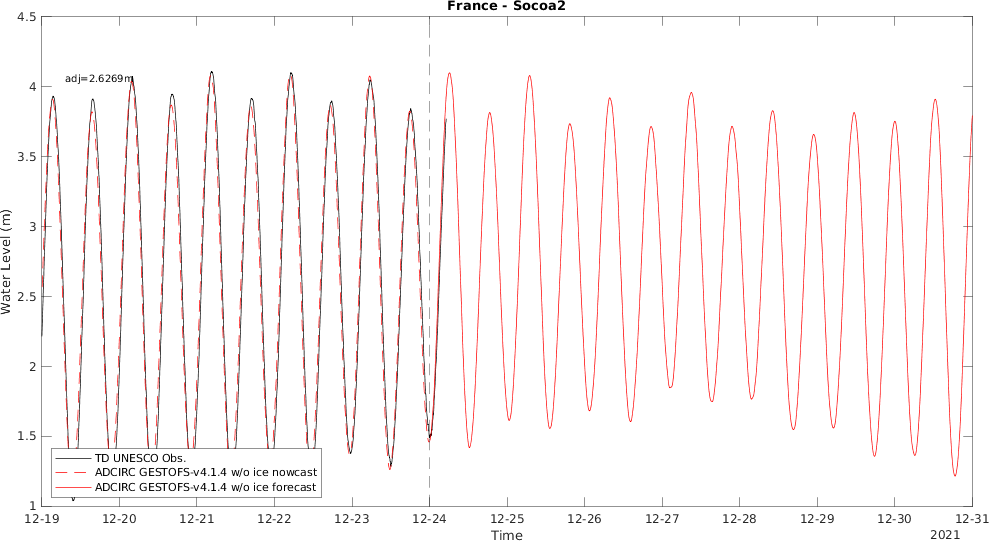 France - Socoa2
4.5
4
3.5
3
2.5
2
1.5
1
Water Level (m)
adj=2.6269m
TD UNESCO Obs.
ADCIRC GESTOFS-v4.1.4 w/o ice nowcast
ADCIRC GESTOFS-v4.1.4 w/o ice forecast
12-19 12-20 12-21 12-22 12-23 12-24 12-25 12-26 12-27 12-28 12-29 12-30 12-31
Time
2021